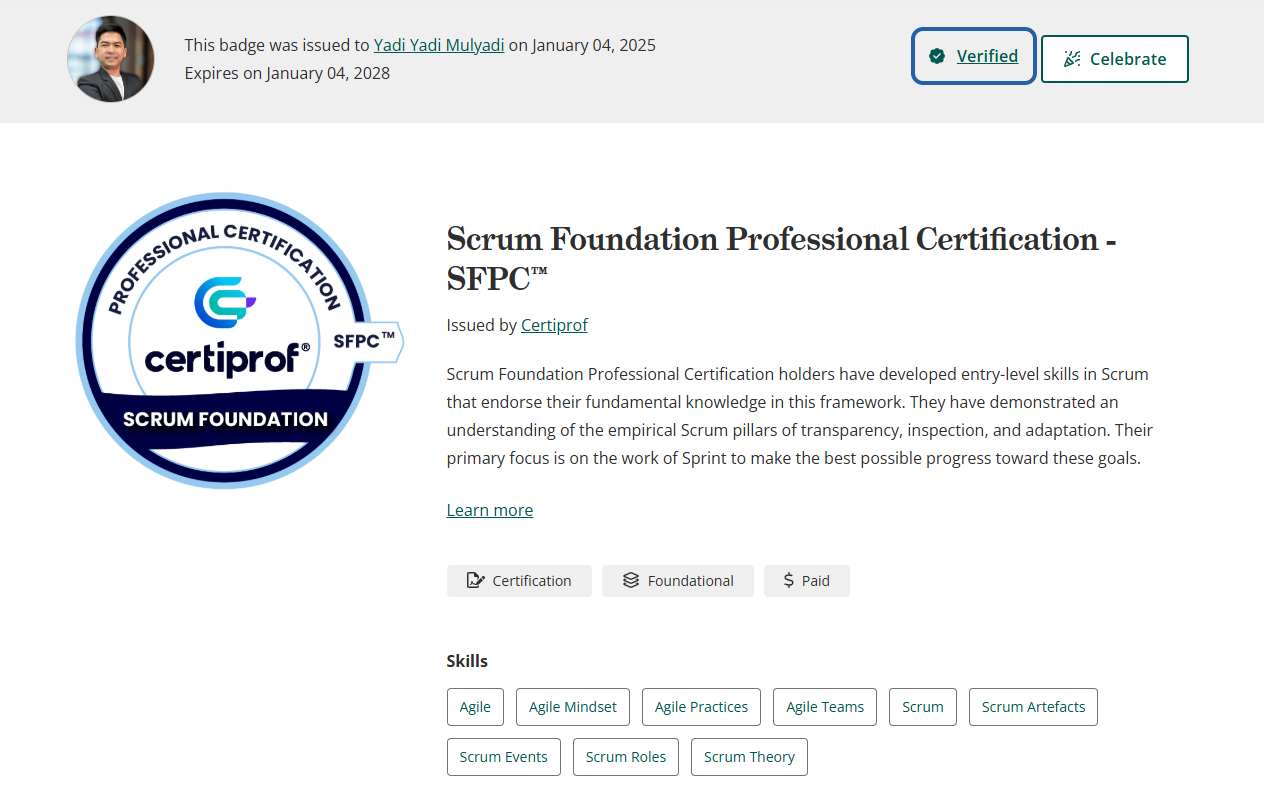 This badge was issued to Yadi Yadi Mulyadi on January 04, 2025
Expires on January 04, 2028
Verified
Celebrate
PROFESSIONAL CERTIFICATION
certiprof®
SFPC™
SCRUM FOUNDATION
Scrum Foundation Professional Certification -
SFPC™
Issued by Certiprof
Scrum Foundation Professional Certification holders have developed entry-level skills in Scrum
that endorse their fundamental knowledge in this framework. They have demonstrated an
understanding of the empirical Scrum pillars of transparency, inspection, and adaptation. Their
primary focus is on the work of Sprint to make the best possible progress toward these goals.
Learn more
Certification Foundational $ Paid
Skills
Agile Agile Mindset Agile Practices Agile Teams Scrum Scrum Artefacts
Scrum Events Scrum Roles Scrum Theory